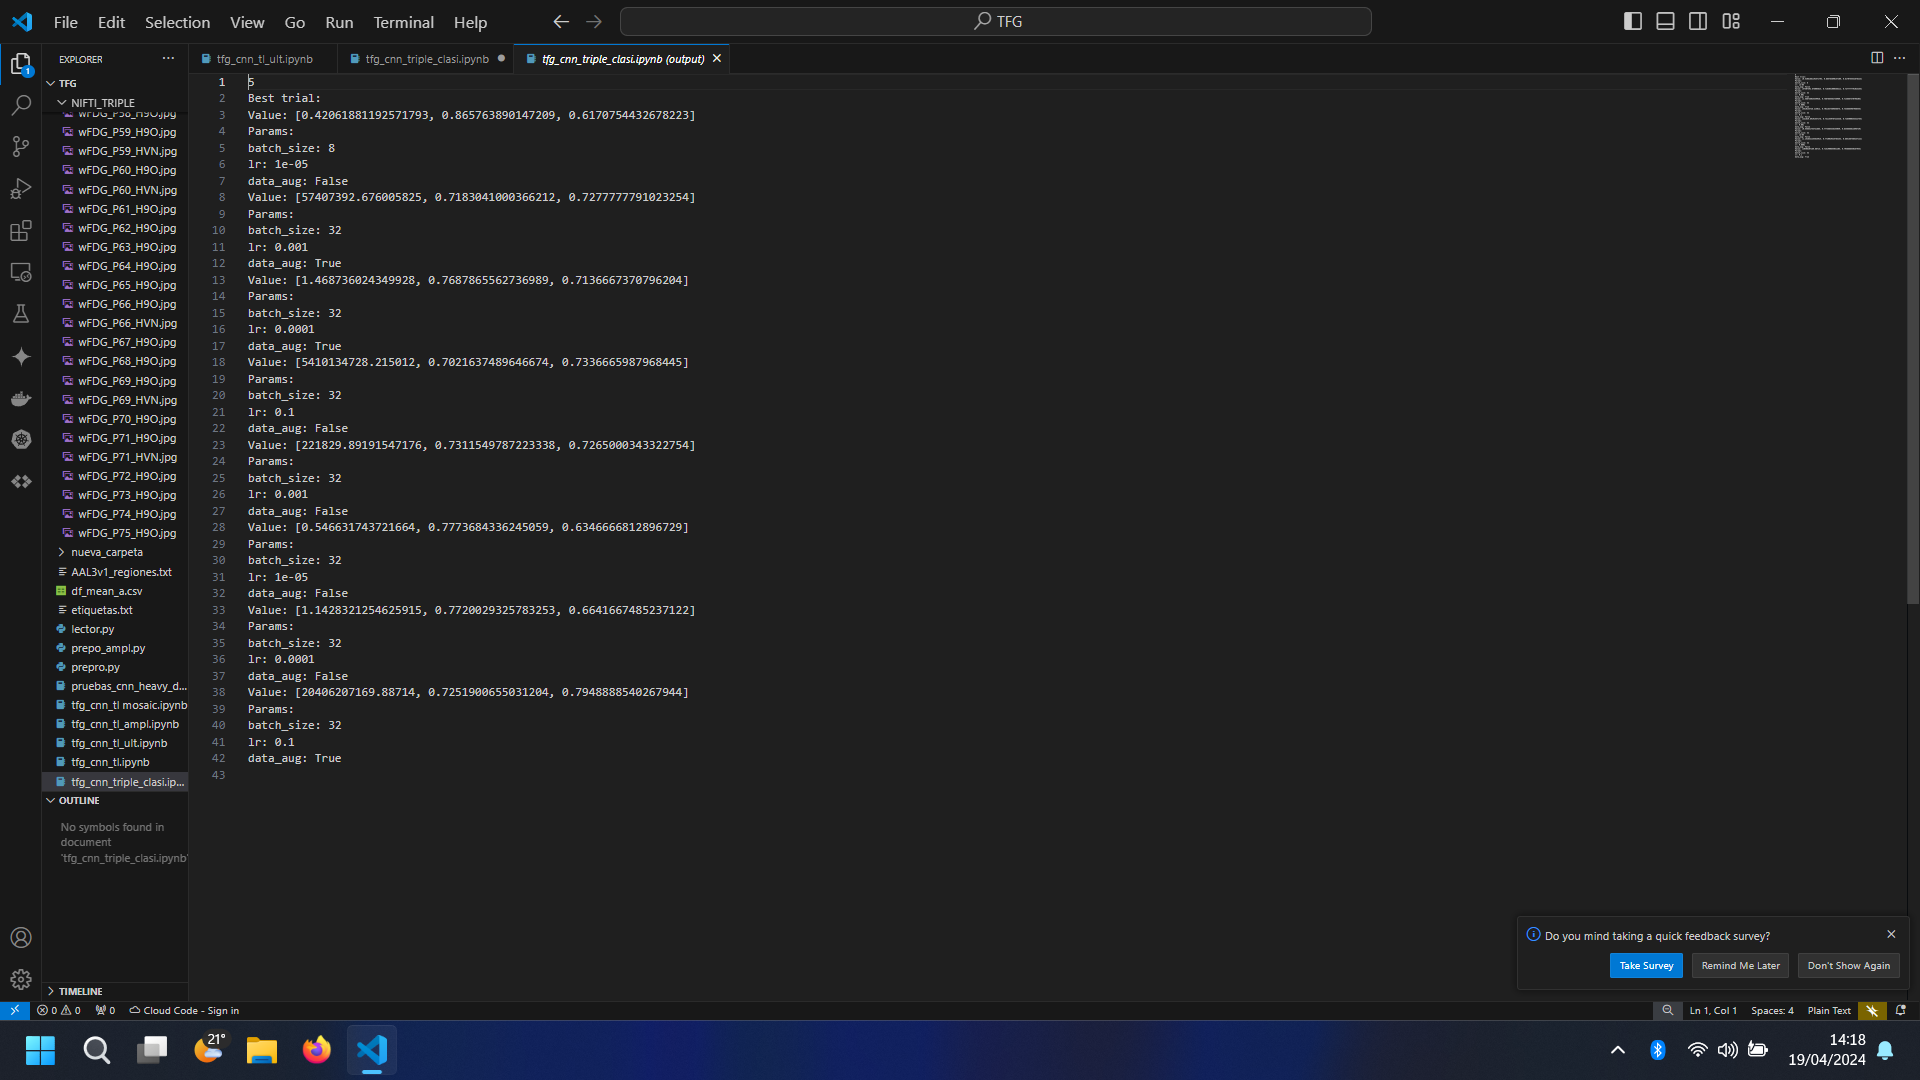 File Edit Selection View Go Run Terminal Help
TFG
EXPLORER
tfg_cnn_tl_ult.ipynb
tfg_cnn_triple_clasi.ipynb
tfg_cnn_triple_clasi.ipynb (output)
TFG
NIFTI_TRIPLE
wFDG_P58_H9O.jpg
wFDG_P59_H9O.jpg
wFDG_P59_HVN.jpg
wFDG_P60_H9O.jpg
wFDG_P60_HVN.jpg
wFDG_P61_H9O.jpg
wFDG_P62_H9O.jpg
wFDG_P63_H9O.jpg
wFDG_P64_H9O.jpg
wFDG_P65_H9O.jpg
wFDG_P66_H9O.jpg
wFDG_P66_HVN.jpg
wFDG_P67_H9O.jpg
wFDG_P68_H9O.jpg
wFDG_P69_H9O.jpg
wFDG_P69_HVN.jpg
wFDG_P70_H9O.jpg
wFDG_P71_H9O.jpg
wFDG_P71_HVN.jpg
wFDG_P72_H9O.jpg
wFDG_P73_H9O.jpg
wFDG_P74_H9O.jpg
wFDG_P75_H9O.jpg
nueva_carpeta
AAL3v1_regiones.txt
df_mean_a.csv
etiquetas.txt
lector.py
prepo_ampl.py
prepro.py
pruebas_cnn_heavy_d...
tfg_cnn_tl mosaic.ipynb
tfg_cnn_tl_ampl.ipynb
tfg_cnn_tl_ult.ipynb
tfg_cnn_tl.ipynb
tfg_cnn_triple_clasi.ip...
OUTLINE
No symbols found in
document
'tfg_cnn_triple_clasi.ipynb'
TIMELINE
1 5
2 Best trial:
3 Value: [0.42061881192571793, 0.865763890147209, 0.6170754432678223]
4 Params:
5 batch_size: 8
6 lr: 1e-05
7 data_aug: False
8 Value: [57407392.676005825, 0.7183041000366212, 0.7277777791023254]
9 Params:
10 batch_size: 32
11 lr: 0.001
12 data_aug: True
13 Value: [1.468736024349928, 0.7687865562736989, 0.7136667370796204]
14 Params:
15 batch_size: 32
16 lr: 0.0001
17 data_aug: True
18 Value: [5410134728.215012, 0.7021637489646674, 0.7336665987968445]
19 Params:
20 batch_size: 32
21 lr: 0.1
22 data_aug: False
23 Value: [221829.89191547176, 0.7311549787223338, 0.7265000343322754]
24 Params:
25 batch_size: 32
26 lr: 0.001
27 data_aug: False
28 Value: [0.546631743721664, 0.7773684336245059, 0.6346666812896729]
29 Params:
30 batch_size: 32
31 lr: 1e-05
32 data_aug: False
33 Value: [1.1428321254625915, 0.7720029325783253, 0.6641667485237122]
34 Params:
35 batch_size: 32
36 lr: 0.0001
37 data_aug: False
38 Value: [20406207169.88714, 0.7251900655031204, 0.7948888540267944]
39 Params:
40 batch_size: 32
41 lr: 0.1
42 data_aug: True
43
Do you mind taking a quick feedback survey?
Take Survey Remind Me Later Don't Show Again
0 0 0 Cloud Code - Sign in
Ln 1, Col 1 Spaces: 4 Plain Text
21°
14:18
19/04/2024